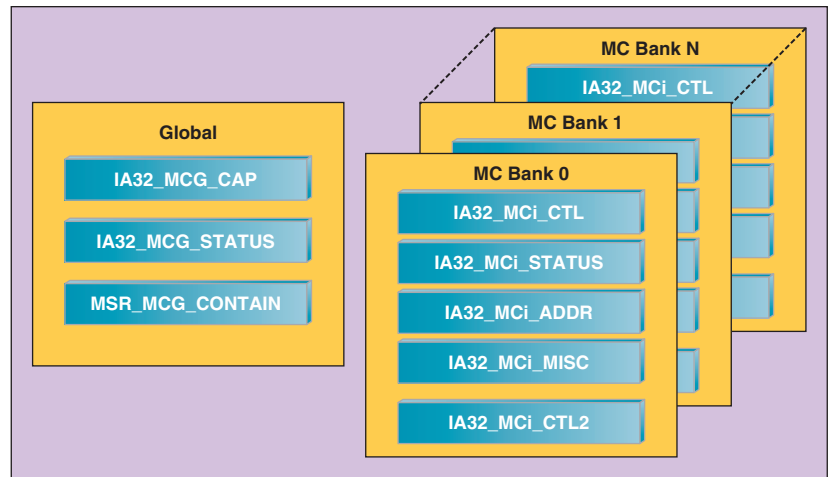 Global
IA32_MCG_CAP
IA32_MCG_STATUS
MSR_MCG_CONTAIN
MC Bank N
IA32_MCi_CTL
MC Bank 1
MC Bank 0
IA32_MCi_CTL
IA32_MCi_STATUS
IA32_MCi_ADDR
IA32_MCi_MISC
IA32_MCi_CTL2